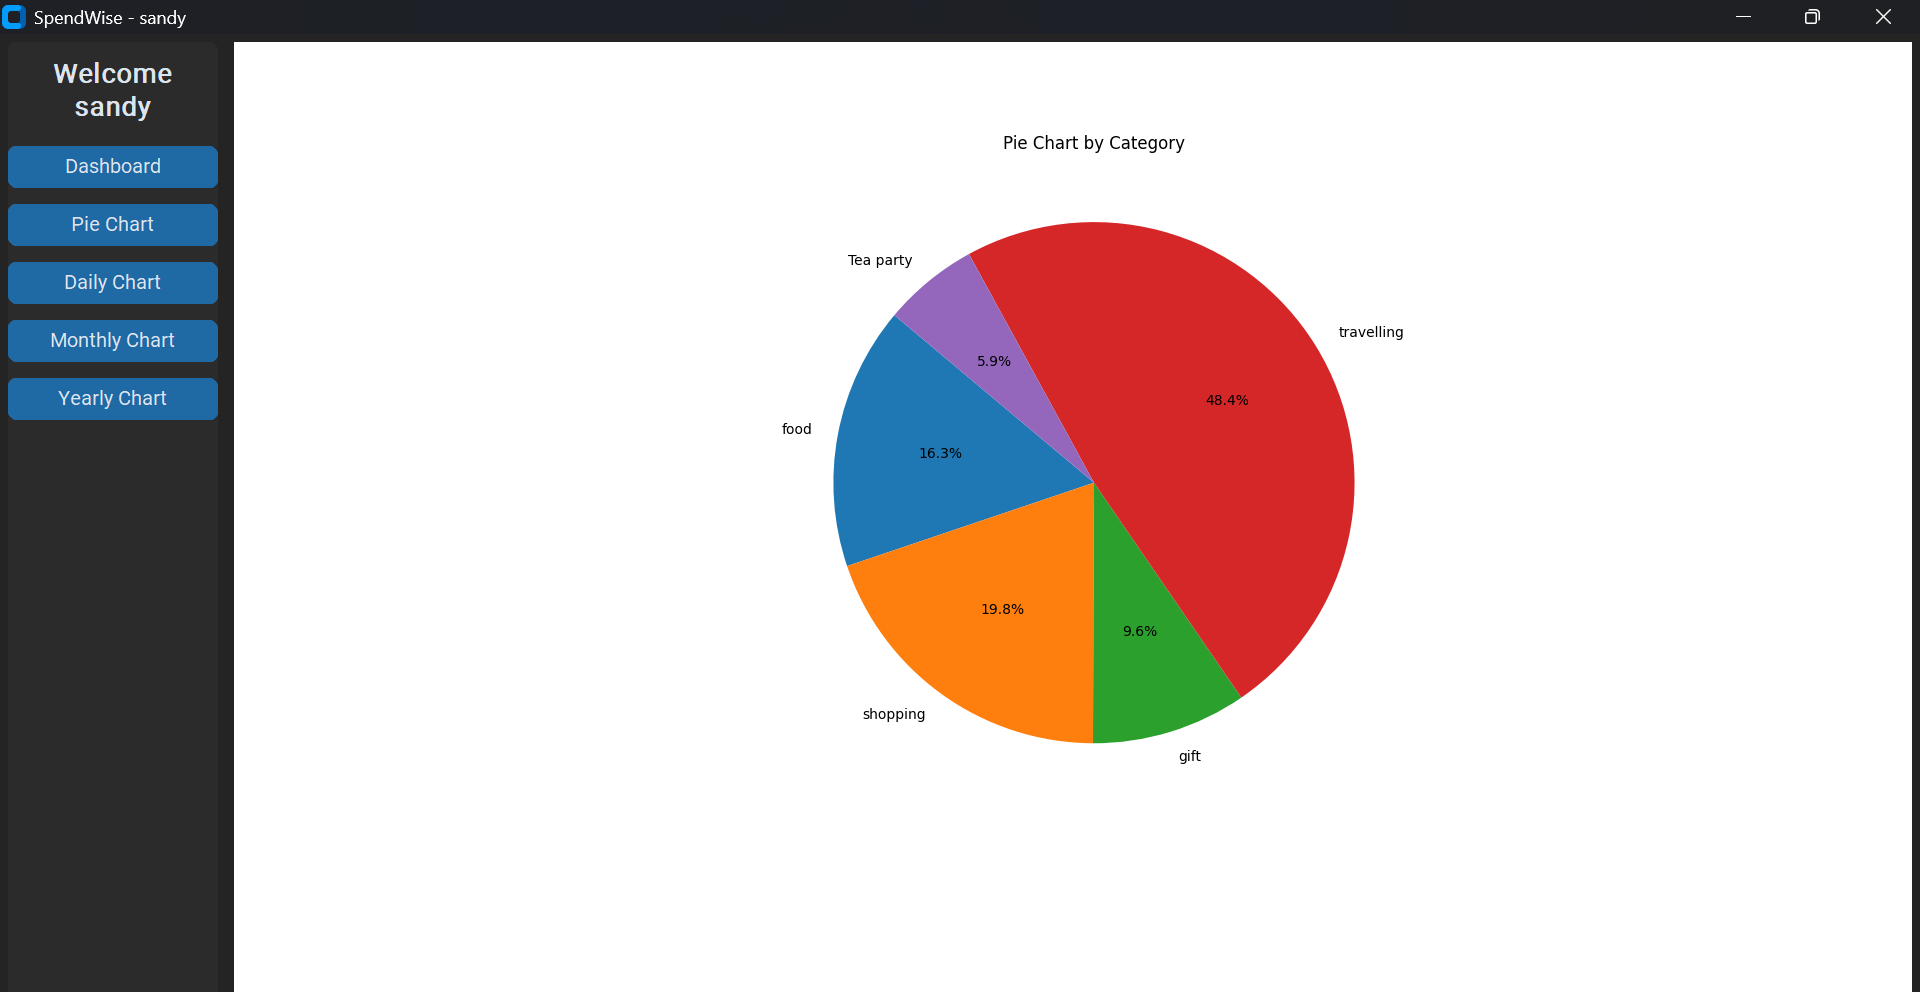 SpendWise - sandy
Welcome
sandy
Dashboard
Pie Chart
Daily Chart
Monthly Chart
Yearly Chart
Pie Chart by Category
Tea party
travelling
5.9%
48.4%
food
16.3%
19.8%
9.6%
shopping
gift